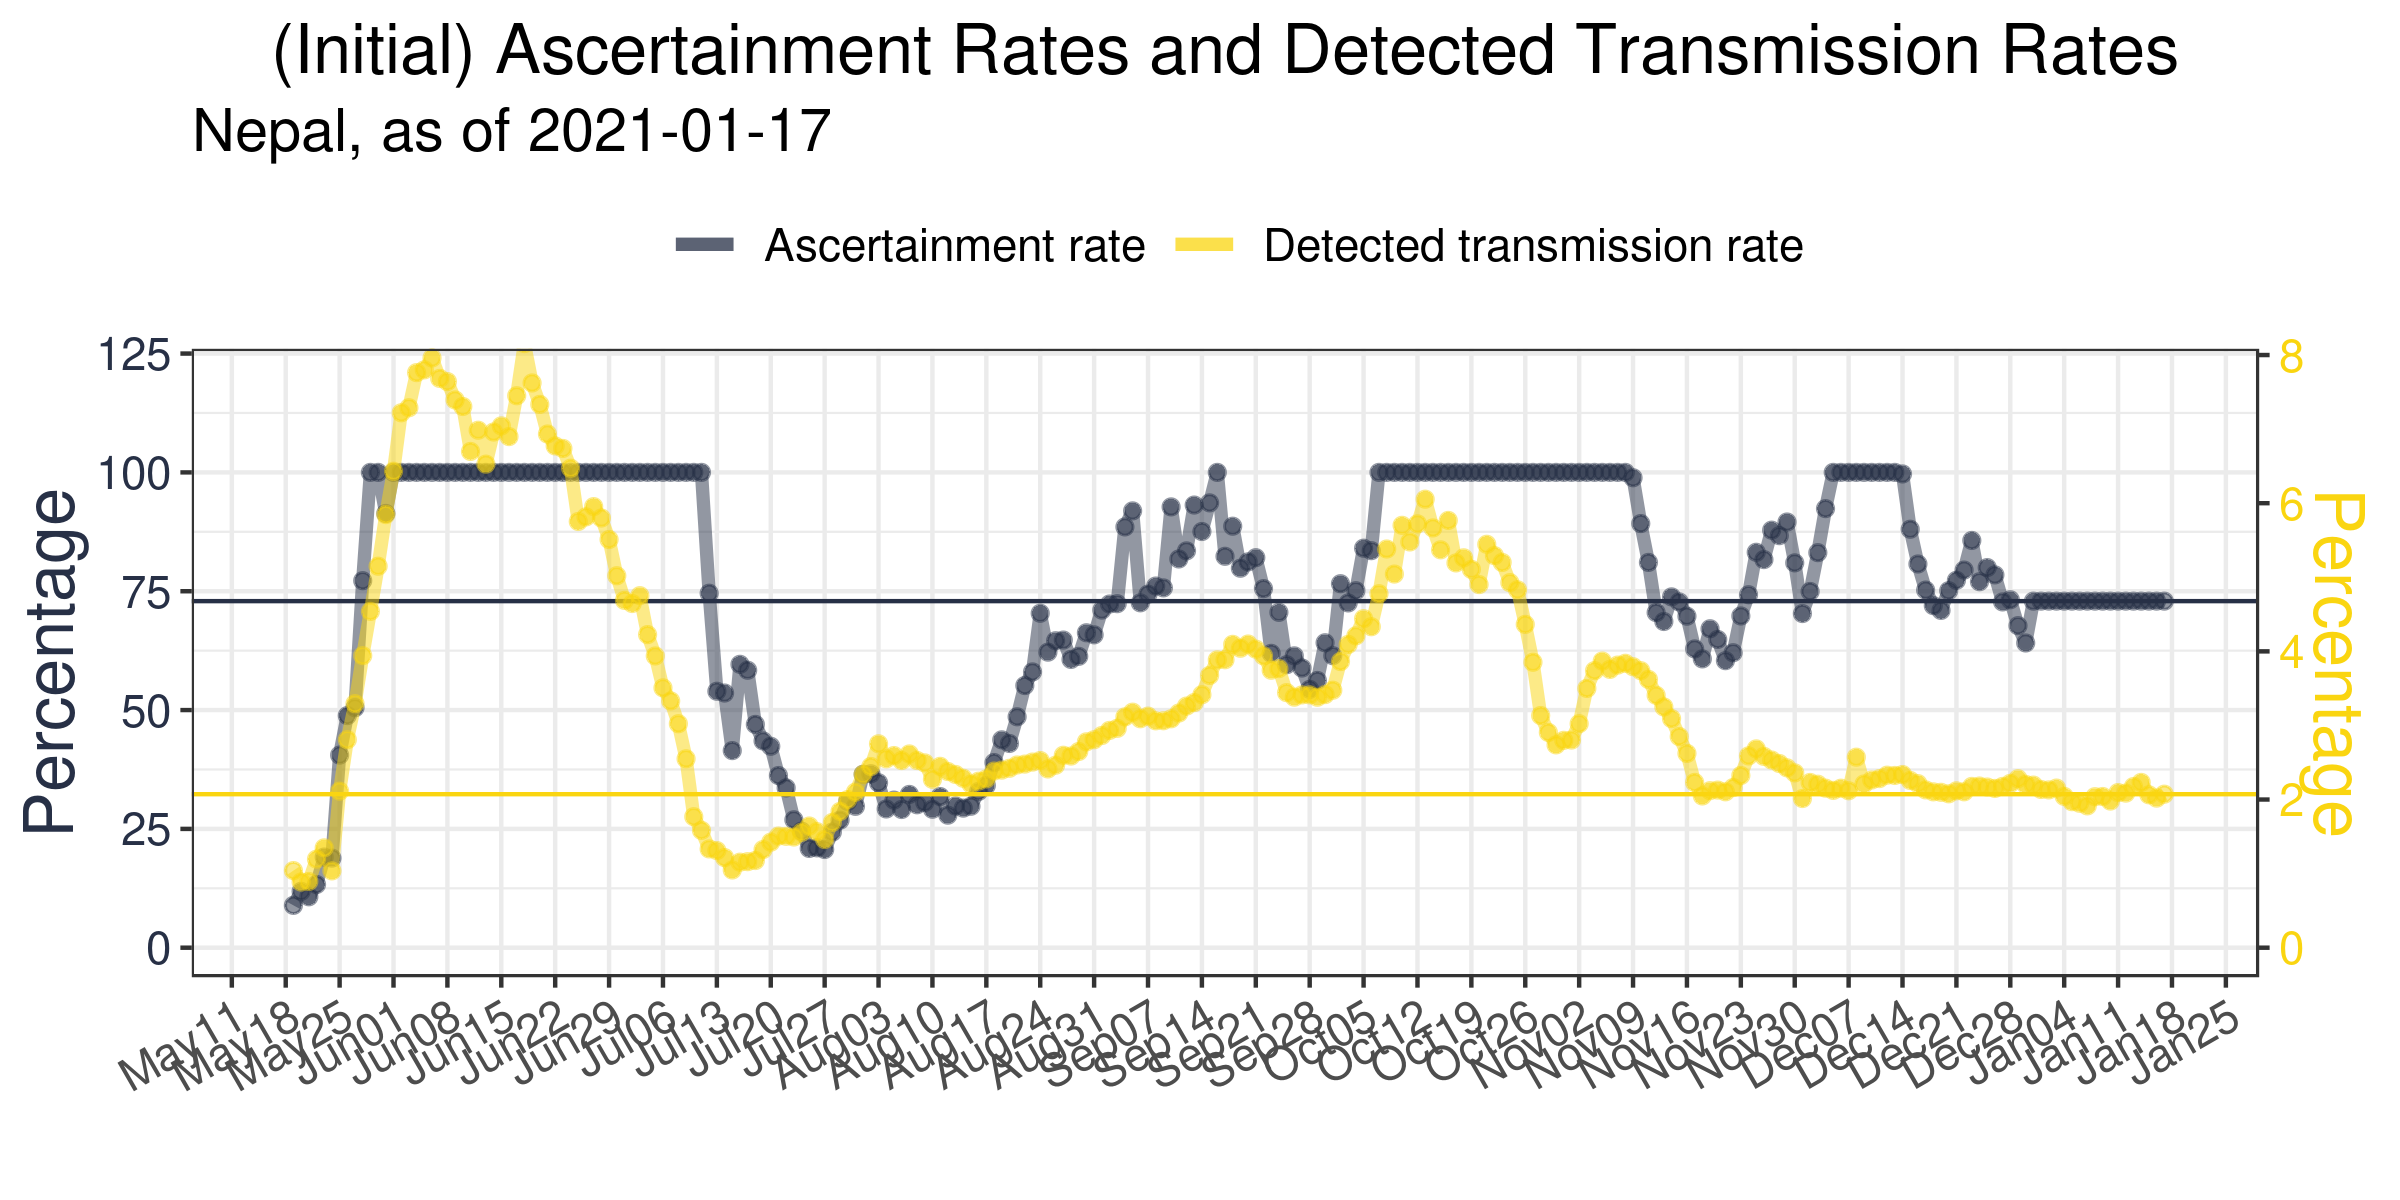 (Initial) Ascertainment Rates and Detected Transmission Rates
Nepal, as of 2021-01-17
Ascertainment rate
Detected transmission rate
Percentage
125
100
75
50
25
0
8
6
4
2
0
Percentage
May11
May18
May25
Jun01
Jun08
Jun15
Jun22
Jun29
Jul06
Jul13
Jul20
Jul27
Aug03
Aug10
Aug17
Aug24
Aug31
Sep07
Sep14
Sep21
Sep28
Oct05
Oct12
Oct19
Oct26
Nov02
Nov09
Nov16
Nov23
Nov30
Dec07
Dec14
Dec21
Dec28
Jan04
Jan11
Jan18
Jan25